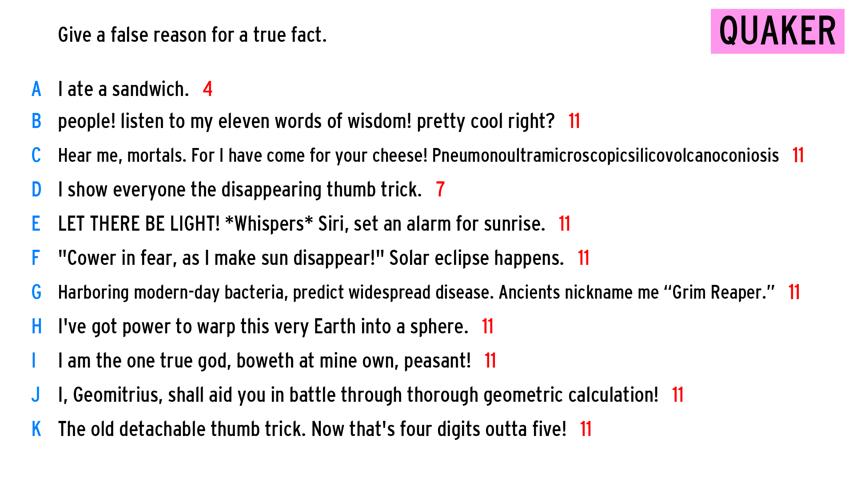 Give a false reason for a true fact.
QUAKER
A I ate a sandwich. 4
B people! listen to my eleven words of wisdom! pretty cool right? 11
C Hear me, mortals. For I have come for your cheese! Pneumonoultramicroscopicsilicovolcanoconiosis 11
D I show everyone the disappearing thumb trick. 7
E LET THERE BE LIGHT! *Whispers* Siri, set an alarm for sunrise. 11
F "Cower in fear, as I make sun disappear!" Solar eclipse happens. 11
G Harboring modern-day bacteria, predict widespread disease. Ancients nickname me “Grim Reaper.” 11
H I've got power to warp this very Earth into a sphere. 11
I I am the one true god, boweth at mine own, peasant! 11
J I, Geomitrius, shall aid you in battle through thorough geometric calculation! 11
K The old detachable thumb trick. Now that's four digits outta five! 11